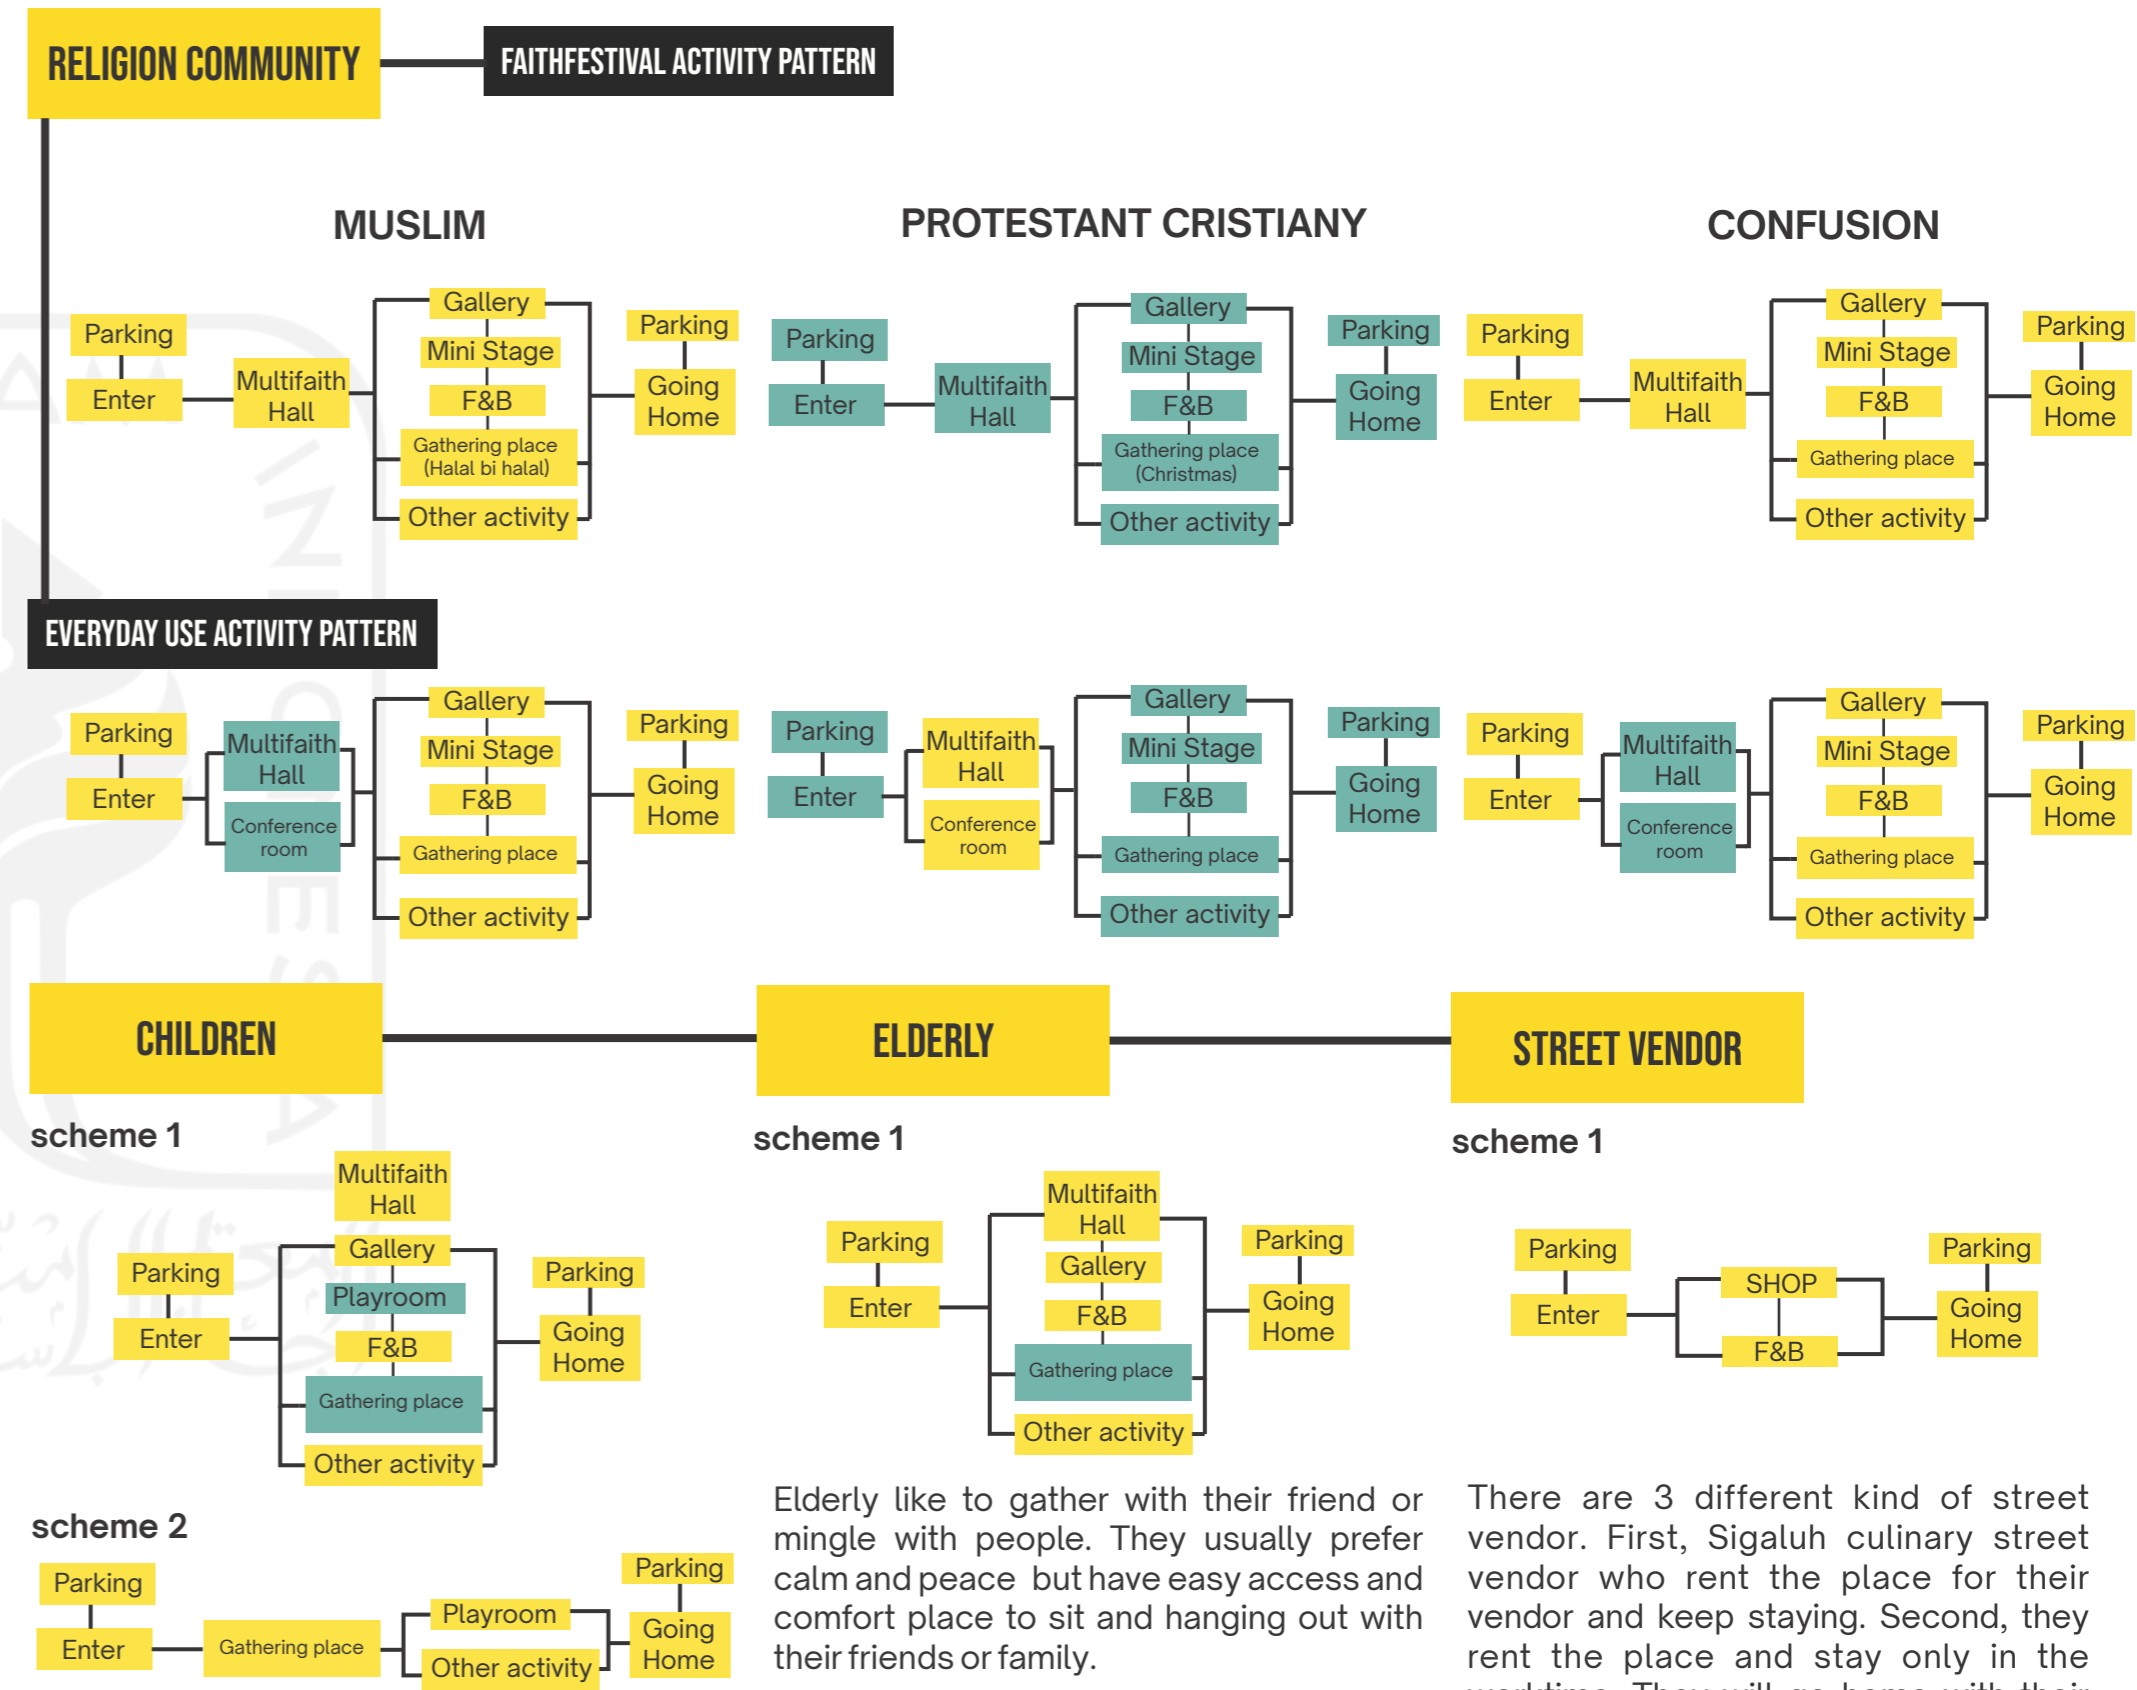 RELIGION COMMUNITY
FAITHFESTIVAL ACTIVITY PATTERN
MUSLIM
Parking
Enter
Multifaith
Hall
Gallery
Mini Stage
F&B
Gathering place
(Halal bi halal)
Other activity
Parking
Going
Home
PROTESTANT CRISTIANY
Parking
Enter
Multifaith
Hall
Gallery
Mini Stage
F&B
Gathering place
(Christmas)
Other activity
Parking
Going
Home
CONFUSION
Parking
Enter
Multifaith
Hall
Gallery
Mini Stage
F&B
Gathering place
Other activity
Parking
Going
Home
EVERYDAY USE ACTIVITY PATTERN
Parking
Enter
Multifaith
Hall
Conference
room
Gallery
Mini Stage
F&B
Gathering place
Other activity
Parking
Going
Home
Parking
Enter
Multifaith
Hall
Conference
room
Gallery
Mini Stage
F&B
Gathering place
Other activity
Parking
Going
Home
Parking
Enter
Multifaith
Hall
Conference
room
Gallery
Mini Stage
F&B
Gathering place
Other activity
Parking
Going
Home
CHILDREN
scheme 1
Parking
Enter
Multifaith
Hall
Gallery
Playroom
F&B
Gathering place
Other activity
Parking
Going
Home
scheme 2
Parking
Enter
Gathering place
Playroom
Other activity
Parking
Going
Home
ELDERLY
scheme 1
Parking
Enter
Multifaith
Hall
Gallery
F&B
Gathering place
Other activity
Parking
Going
Home
Elderly like to gather with their friend or
mingle with people. They usually prefer
calm and peace but have easy access and
comfort place to sit and hanging out with
their friends or family.
STREET VENDOR
scheme 1
Parking
Enter
SHOP
F&B
Parking
Going
Home
There are 3 different kind of street
vendor. First, Sigaluh culinary street
vendor who rent the place for their
vendor and keep staying. Second, they
rent the place and stay only in the
worktime. They will go home with their